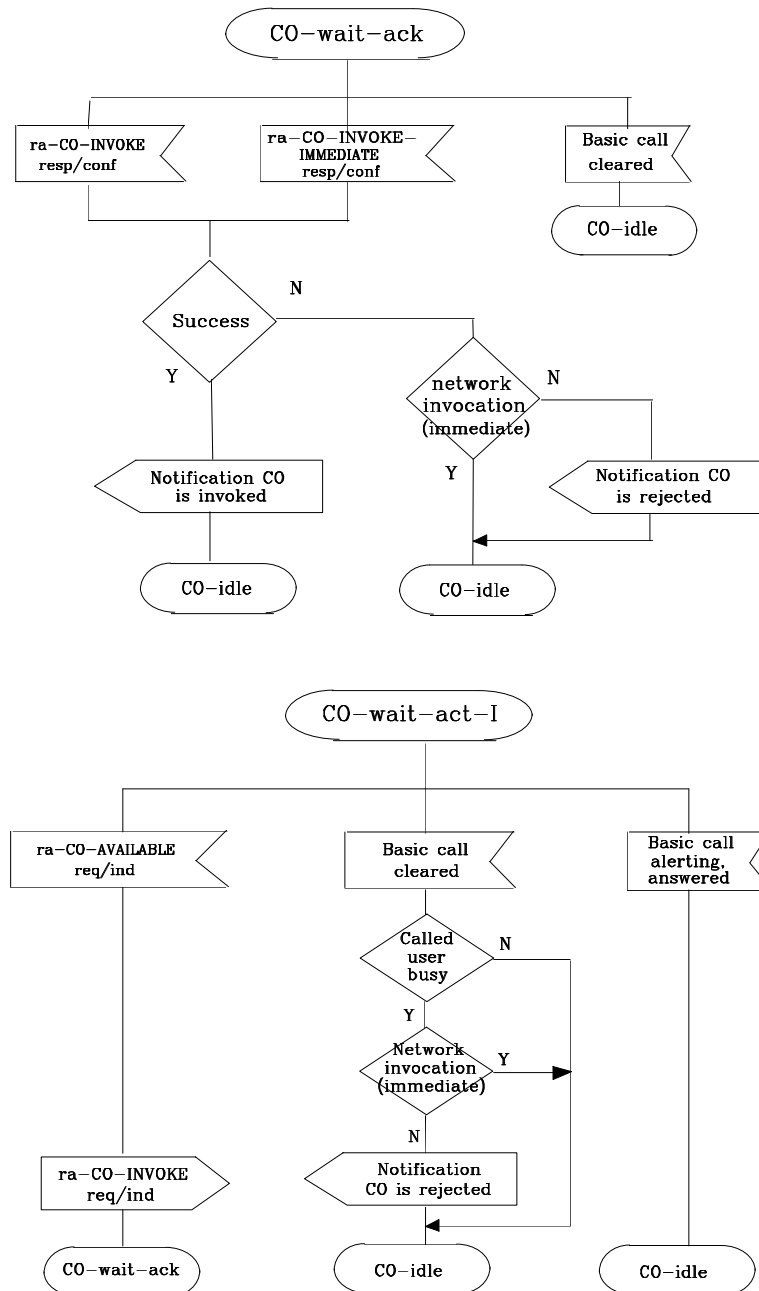 CO-wait-ack
ra-CO-INVOKE
resp/conf
ra-CO-INVOKE-
IMMEDIATE
resp/conf
Basic call
cleared
CO-idle
Success
N
Y
network
invocation
(immediate)
N
Y
Notification CO
is invoked
Notification CO
is rejected
CO-idle
CO-idle
CO-wait-act-I
ra-CO-AVAILABLE
req/ind
Basic call
cleared
Basic call
alerting,
answered
Called
user
busy
N
Y
Network
invocation
(immediate)
Y
N
ra-CO-INVOKE
req/ind
Notification
CO is rejected
CO-wait-ack
CO-idle
CO-idle